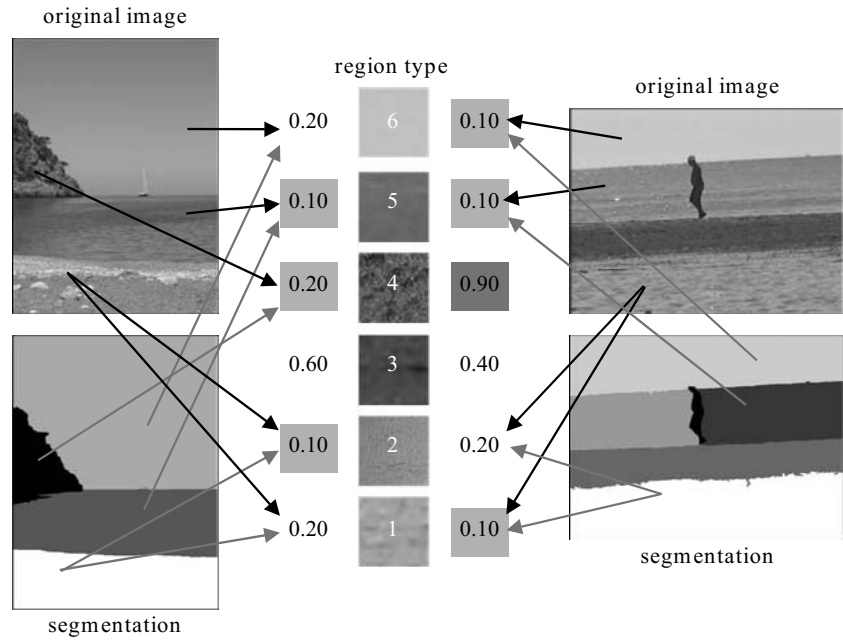 original image
region type
original image
0.20 6 0.10
0.10 5 0.10
0.20 4 0.90
0.60 3 0.40
0.10 2 0.20
0.20 1 0.10
segmentation
segmentation